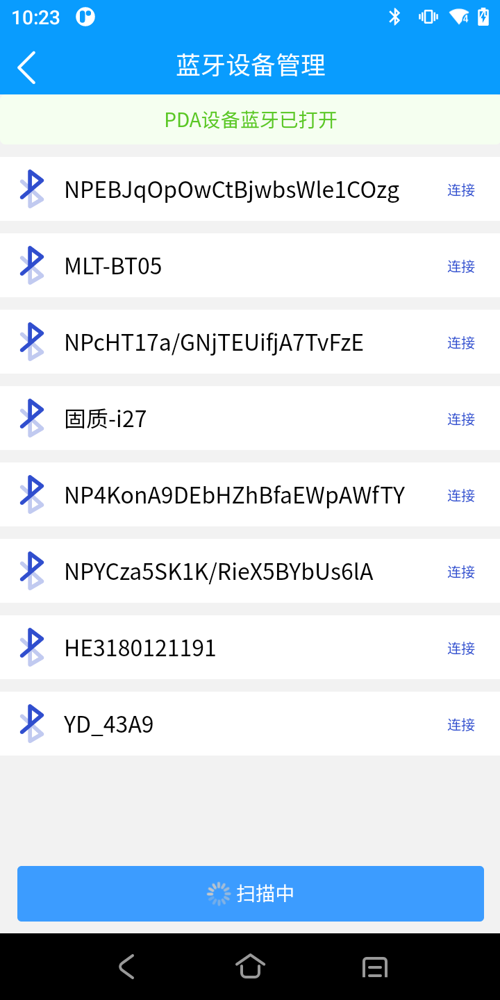 10:23
蓝牙设备管理
PDA设备蓝牙已打开
NPEBJqOpOwCtBjwbsWle1COzg 连接
MLT-BT05 连接
NPcHT17a/GNjTEUifjA7TvFzE 连接
固质-i27 连接
NP4KonA9DEbHZhBfaEWpAWfTY 连接
NPYCza5SK1K/RieX5BYbUs6lA 连接
HE3180121191 连接
YD_43A9 连接
扫描中